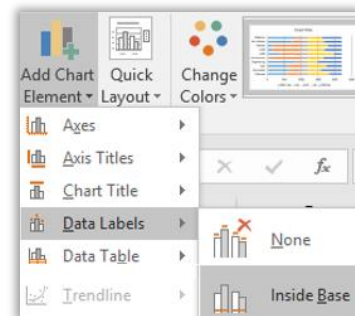 Add Chart Element
Quick Layout
Change Colors
Axes
Axis Titles
Chart Title
fx
Data Labels
None
Data Table
Trendline
Inside Base